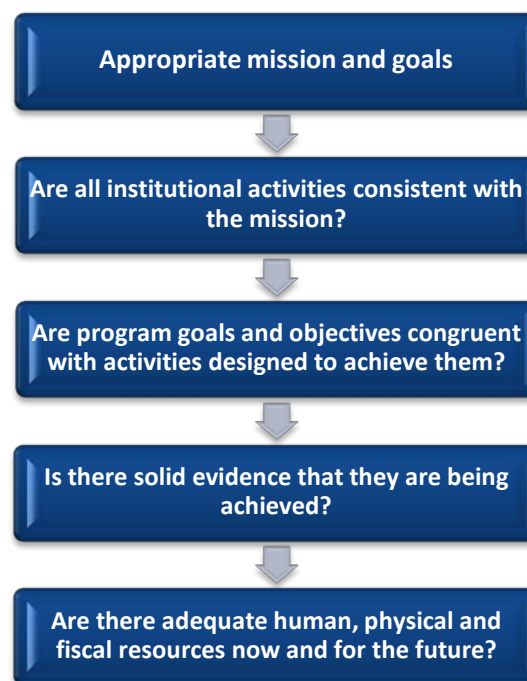 Appropriate mission and goals
Are all institutional activities consistent with
the mission?
Are program goals and objectives congruent
with activities designed to achieve them?
Is there solid evidence that they are being
achieved?
Are there adequate human, physical and
fiscal resources now and for the future?